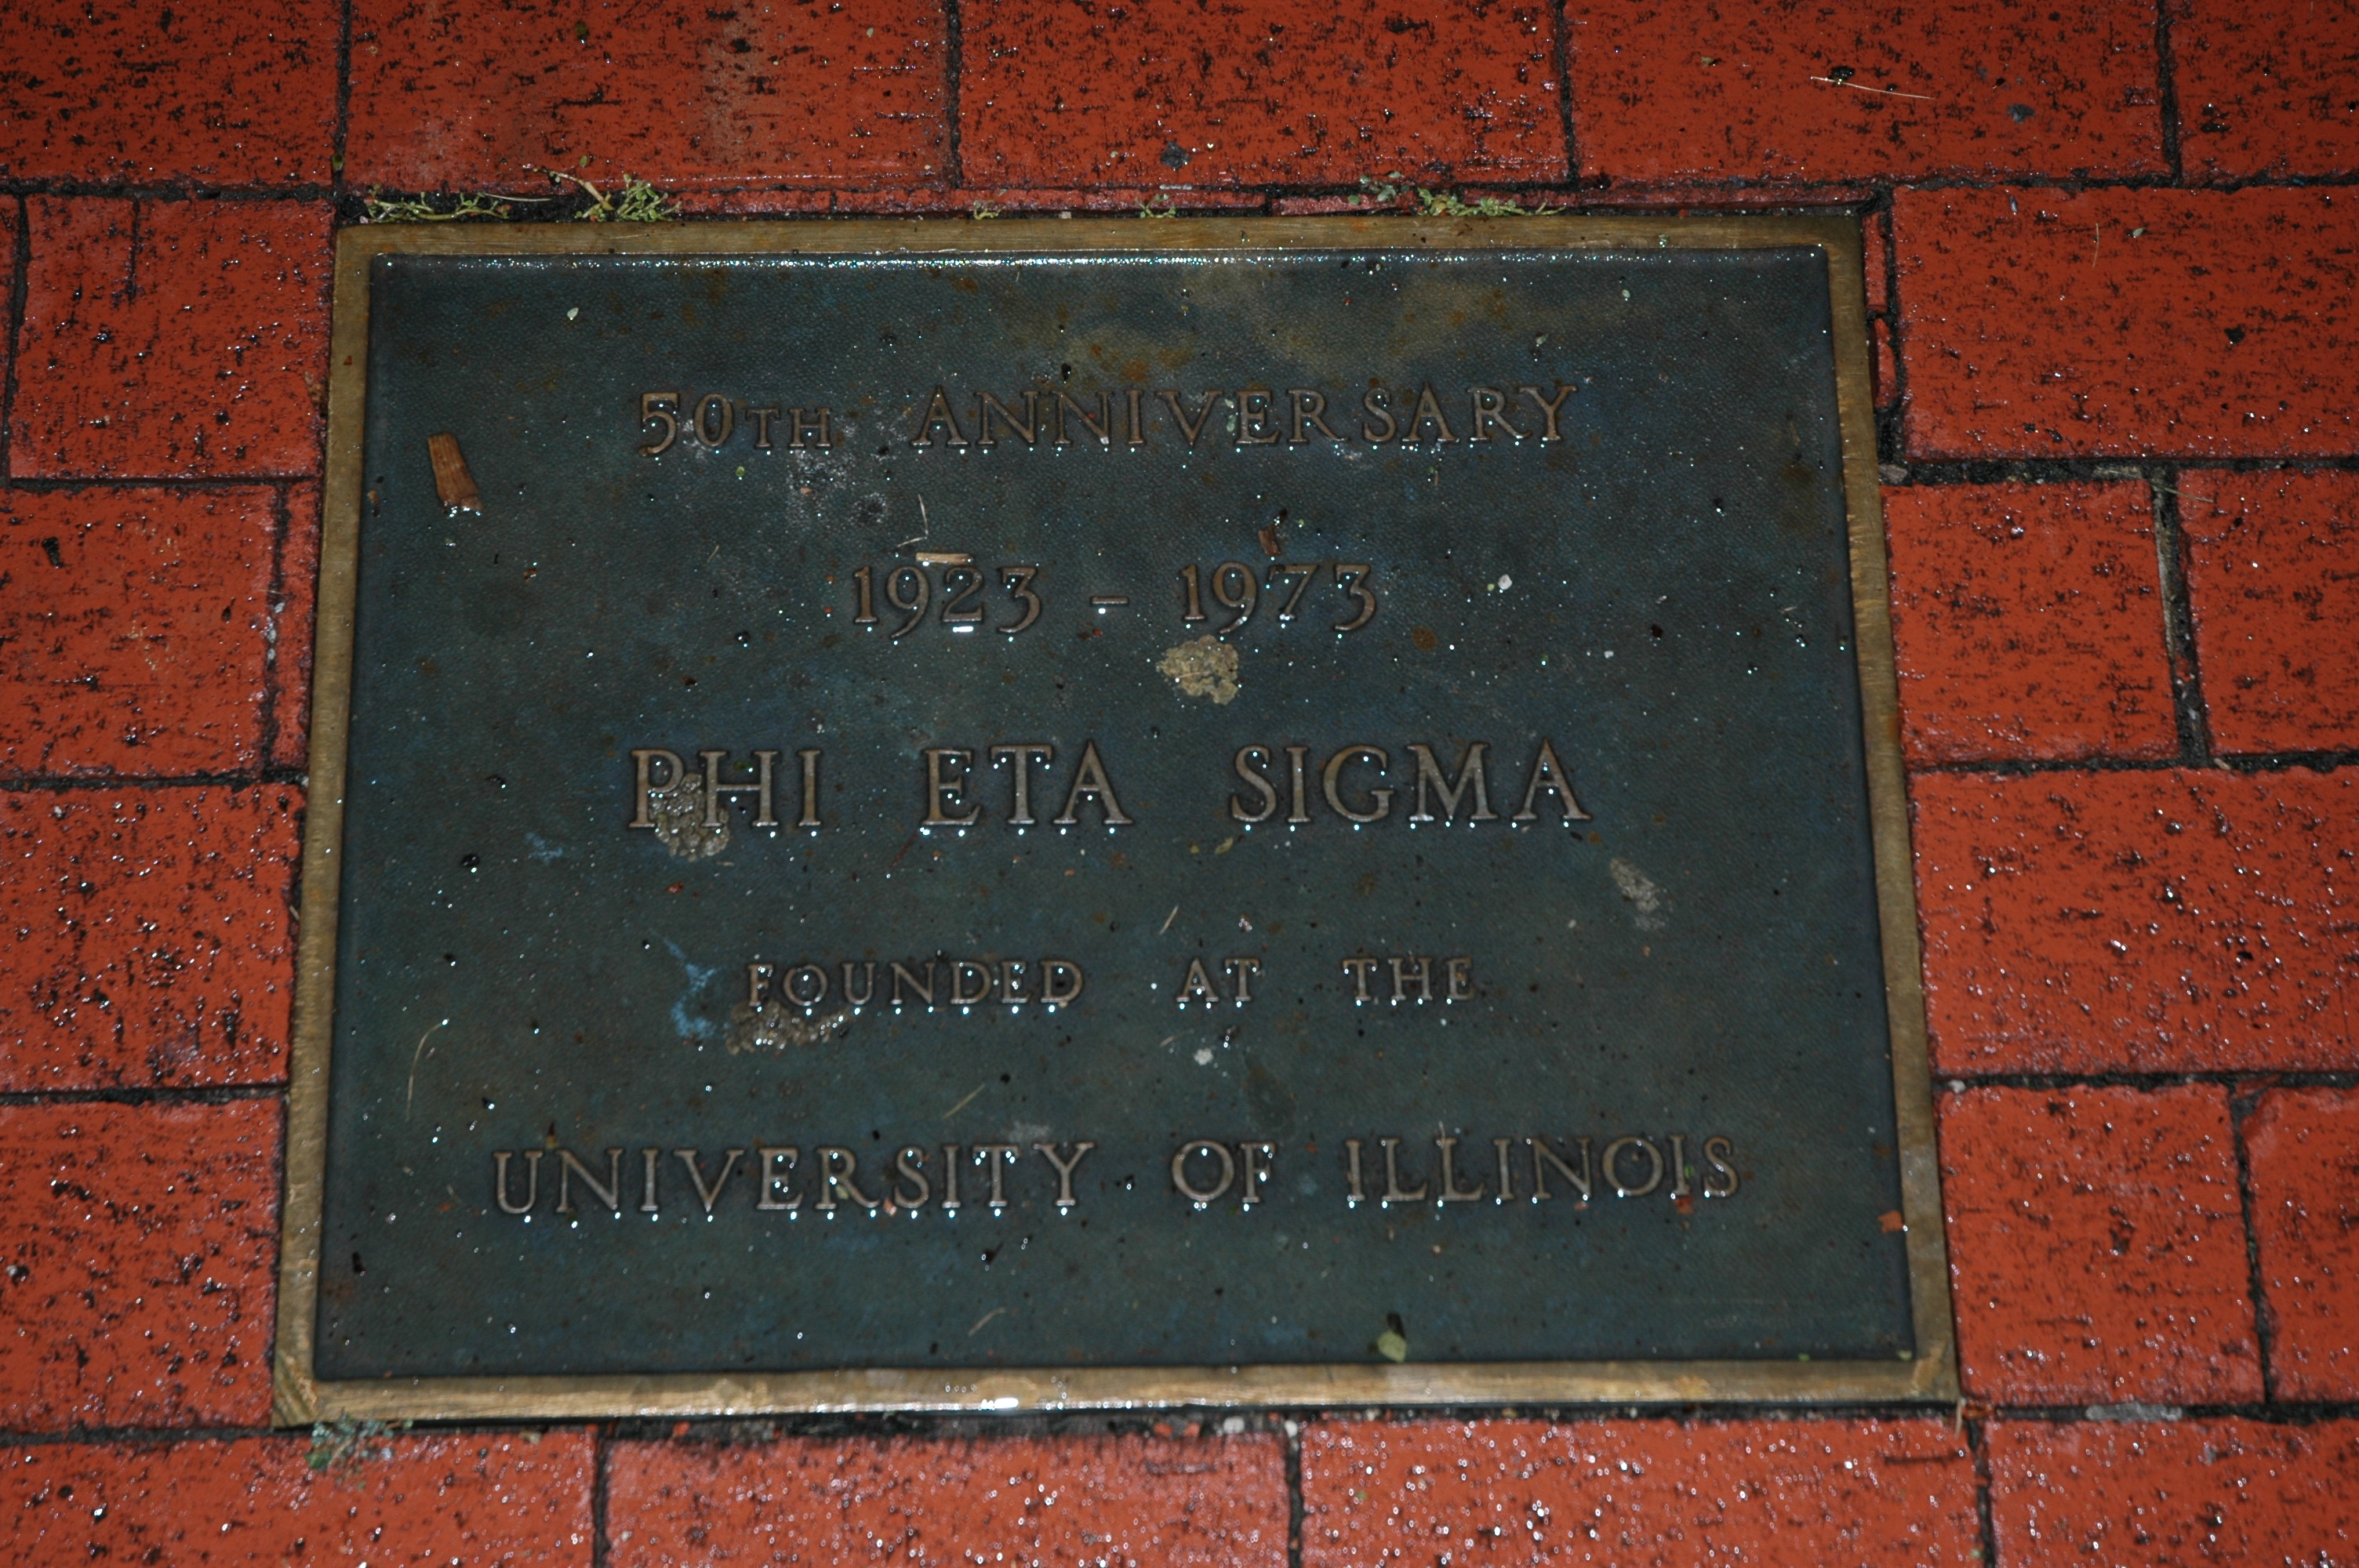 50TH ANNIVERSARY
1923 - 1973
PHI ETA SIGMA
FOUNDED AT THE
UNIVERSITY OF ILLINOIS